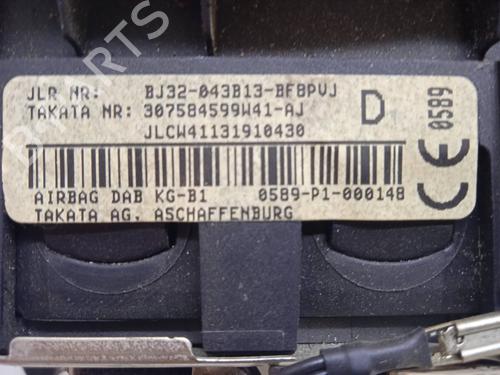 JLR NR: BJ32-043B13-BF8PVJ
TAKATA NR: 307584599W41-AJ
D
JLCW41131910430
CE 0589
AIRBAG DAB KG-B1 0589-P1-000148
TAKATA AG. ASCHAFFENBURG